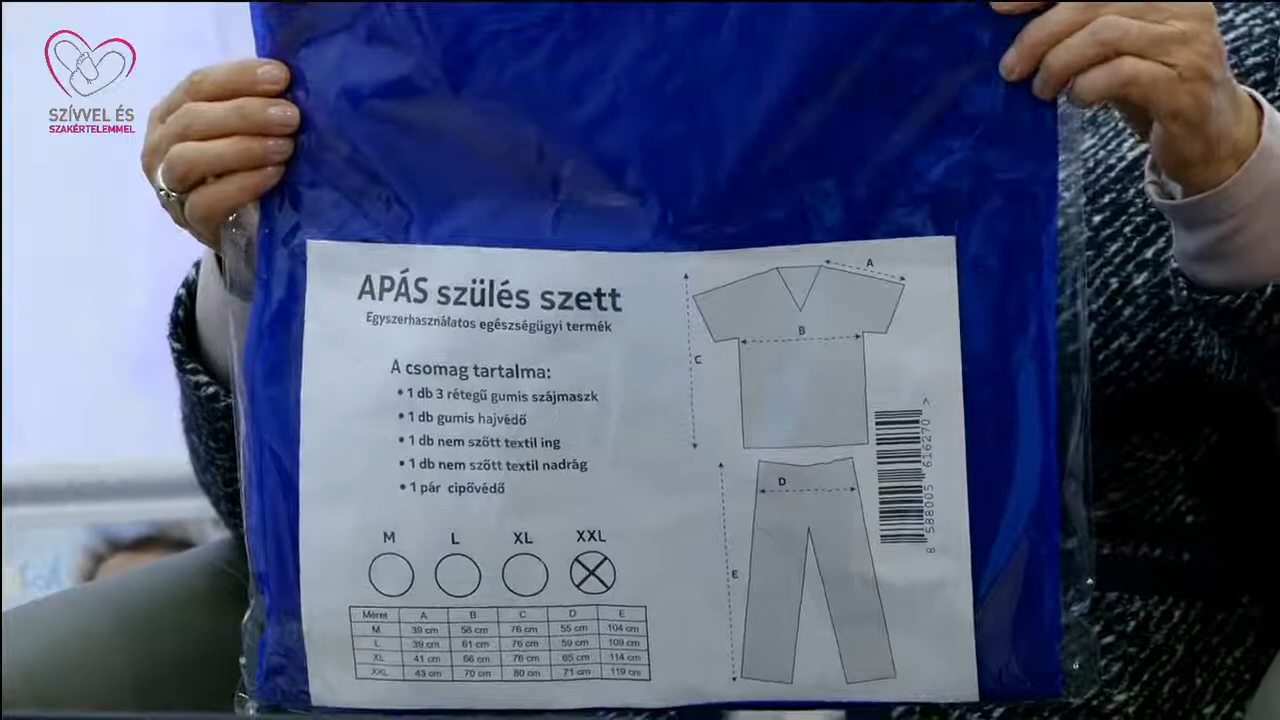 SZÍVVEL ÉS
SZAKÉRTELEMMEL
APÁS szülés szett
Egyszerhasználatos egészségügyi termék
A csomag tartalma:
• 1 db 3 rétegű gumis szájmaszk
• 1 db gumis hajvédő
• 1 db nem szőtt textil ing
• 1 db nem szőtt textil nadrág
• 1 pár cipővédő
M L XL XXL
Méret A B C D E
M 39 cm 58 cm 76 cm 55 cm 104 cm
L 39 cm 61 cm 76 cm 59 cm 109 cm
XL 41 cm 66 cm 76 cm 65 cm 114 cm
XXL 43 cm 70 cm 80 cm 71 cm 119 cm
A
B
C
D
E
8 588005 616270 >